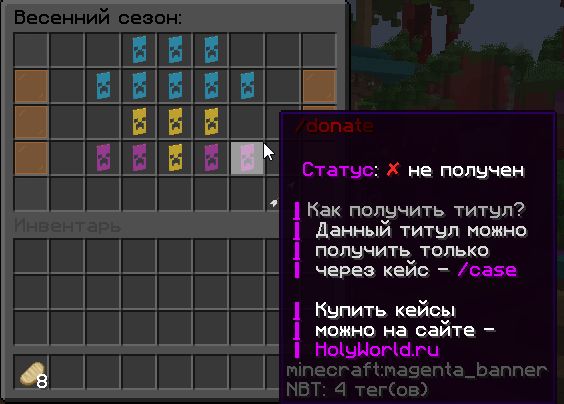 Весенний сезон:
/donate
Статус: ✘ не получен
Как получить титул?
Данный титул можно
получить только
через кейс - /case
Купить кейсы
можно на сайте -
HolyWorld.ru
minecraft:magenta_banner
NBT: 4 тег(ов)
Инвентарь
8